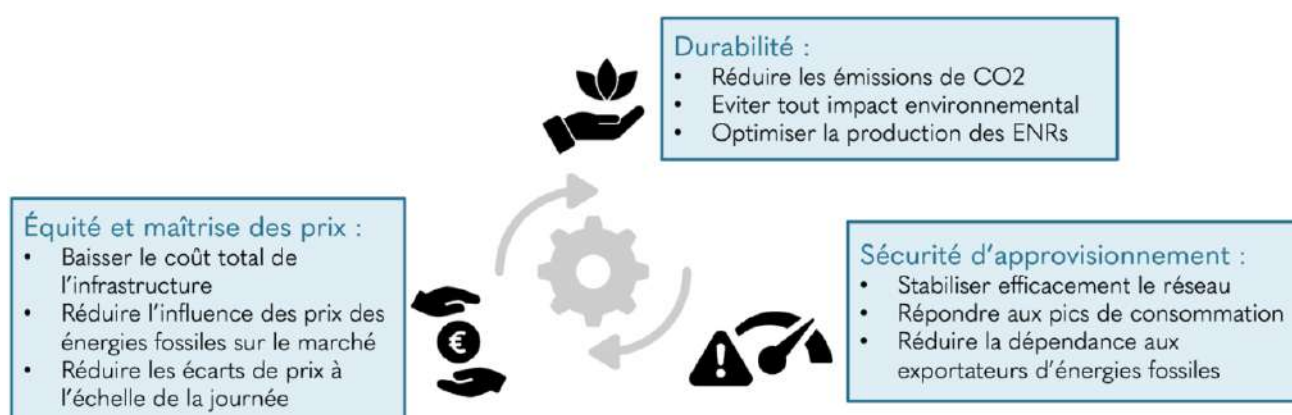 Durabilité :
• Réduire les émissions de CO2
• Eviter tout impact environnemental
• Optimiser la production des ENRs
Équité et maîtrise des prix :
• Baisser le coût total de
l'infrastructure
• Réduire l'influence des prix des
énergies fossiles sur le marché
• Réduire les écarts de prix à
l'échelle de la journée
€
Sécurité d'approvisionnement :
• Stabiliser efficacement le réseau
• Répondre aux pics de consommation
• Réduire la dépendance aux
exportateurs d'énergies fossiles